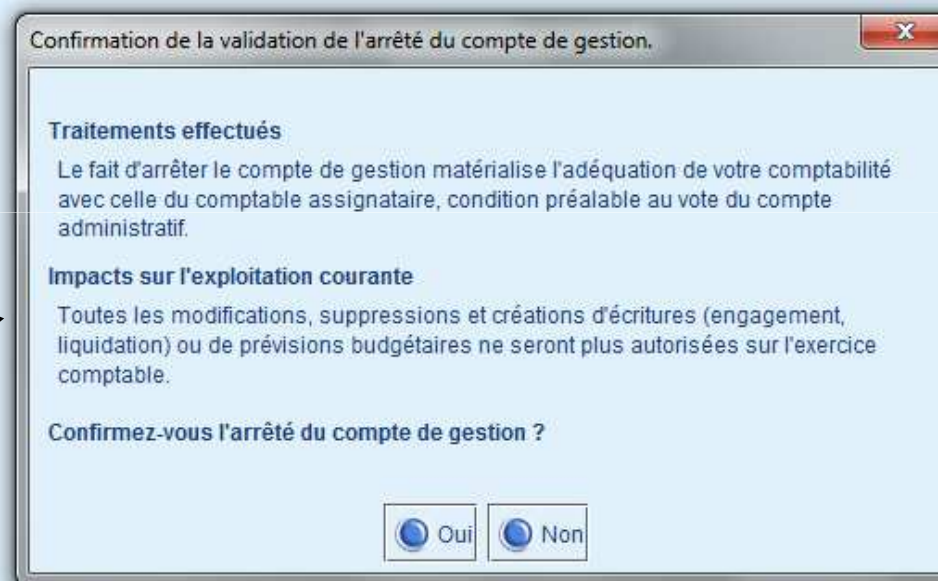 Confirmation de la validation de l'arrêté du compte de gestion.
x
Traitements effectués
Le fait d'arrêter le compte de gestion matérialise l'adéquation de votre comptabilité
avec celle du comptable assignataire, condition préalable au vote du compte
administratif.
Impacts sur l'exploitation courante
Toutes les modifications, suppressions et créations d'écritures (engagement,
liquidation) ou de prévisions budgétaires ne seront plus autorisées sur l'exercice
comptable.
Confirmez-vous l'arrêté du compte de gestion ?
Oui Non